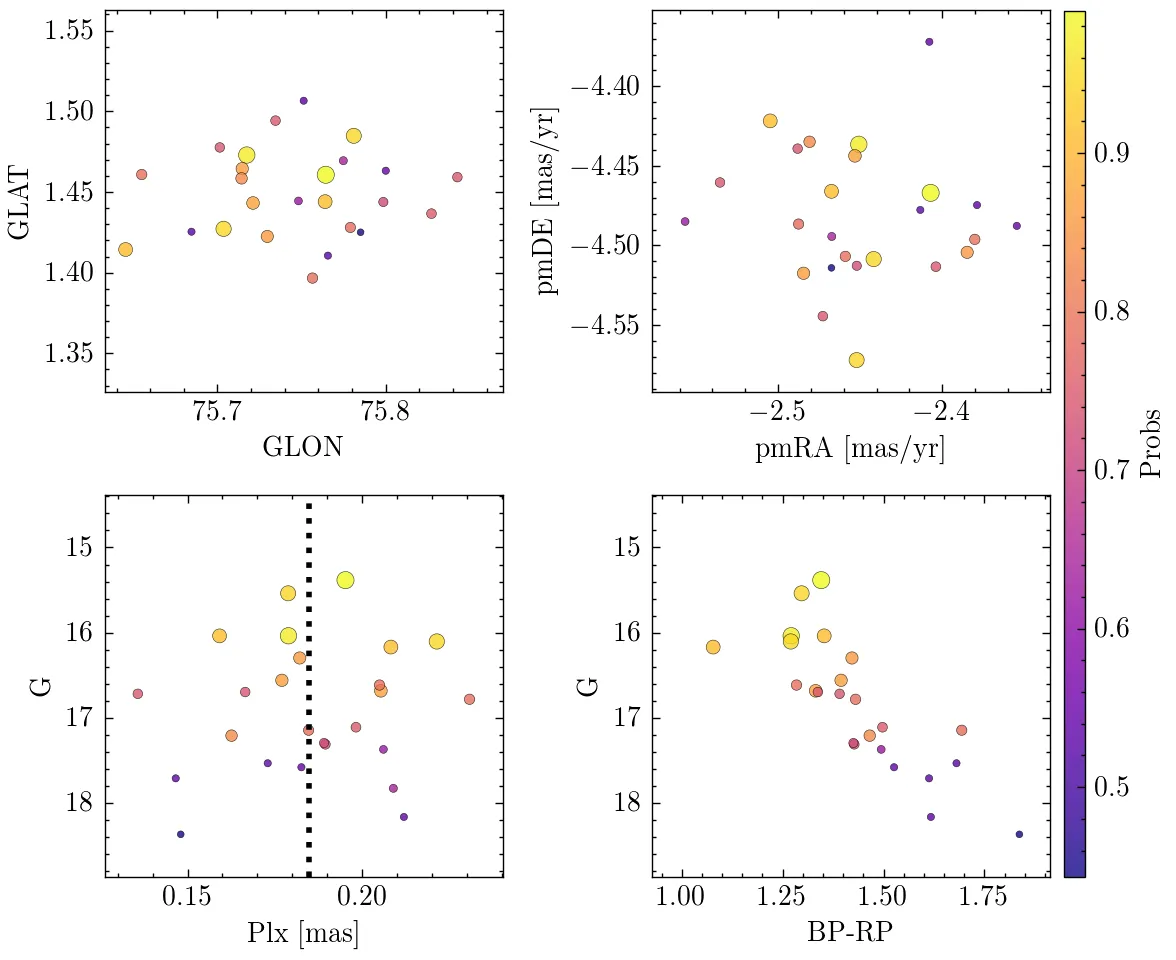 1.55
1.50
1.45
1.40
1.35
GLAT
75.7 75.8
GLON
−4.40
−4.45
−4.50
−4.55
pmDE [mas/yr]
−2.5 −2.4
pmRA [mas/yr]
15
16
17
18
G
0.15 0.20
Plx [mas]
15
16
17
18
G
1.00 1.25 1.50 1.75
BP-RP
0.9
0.8
0.7
0.6
0.5
Probs